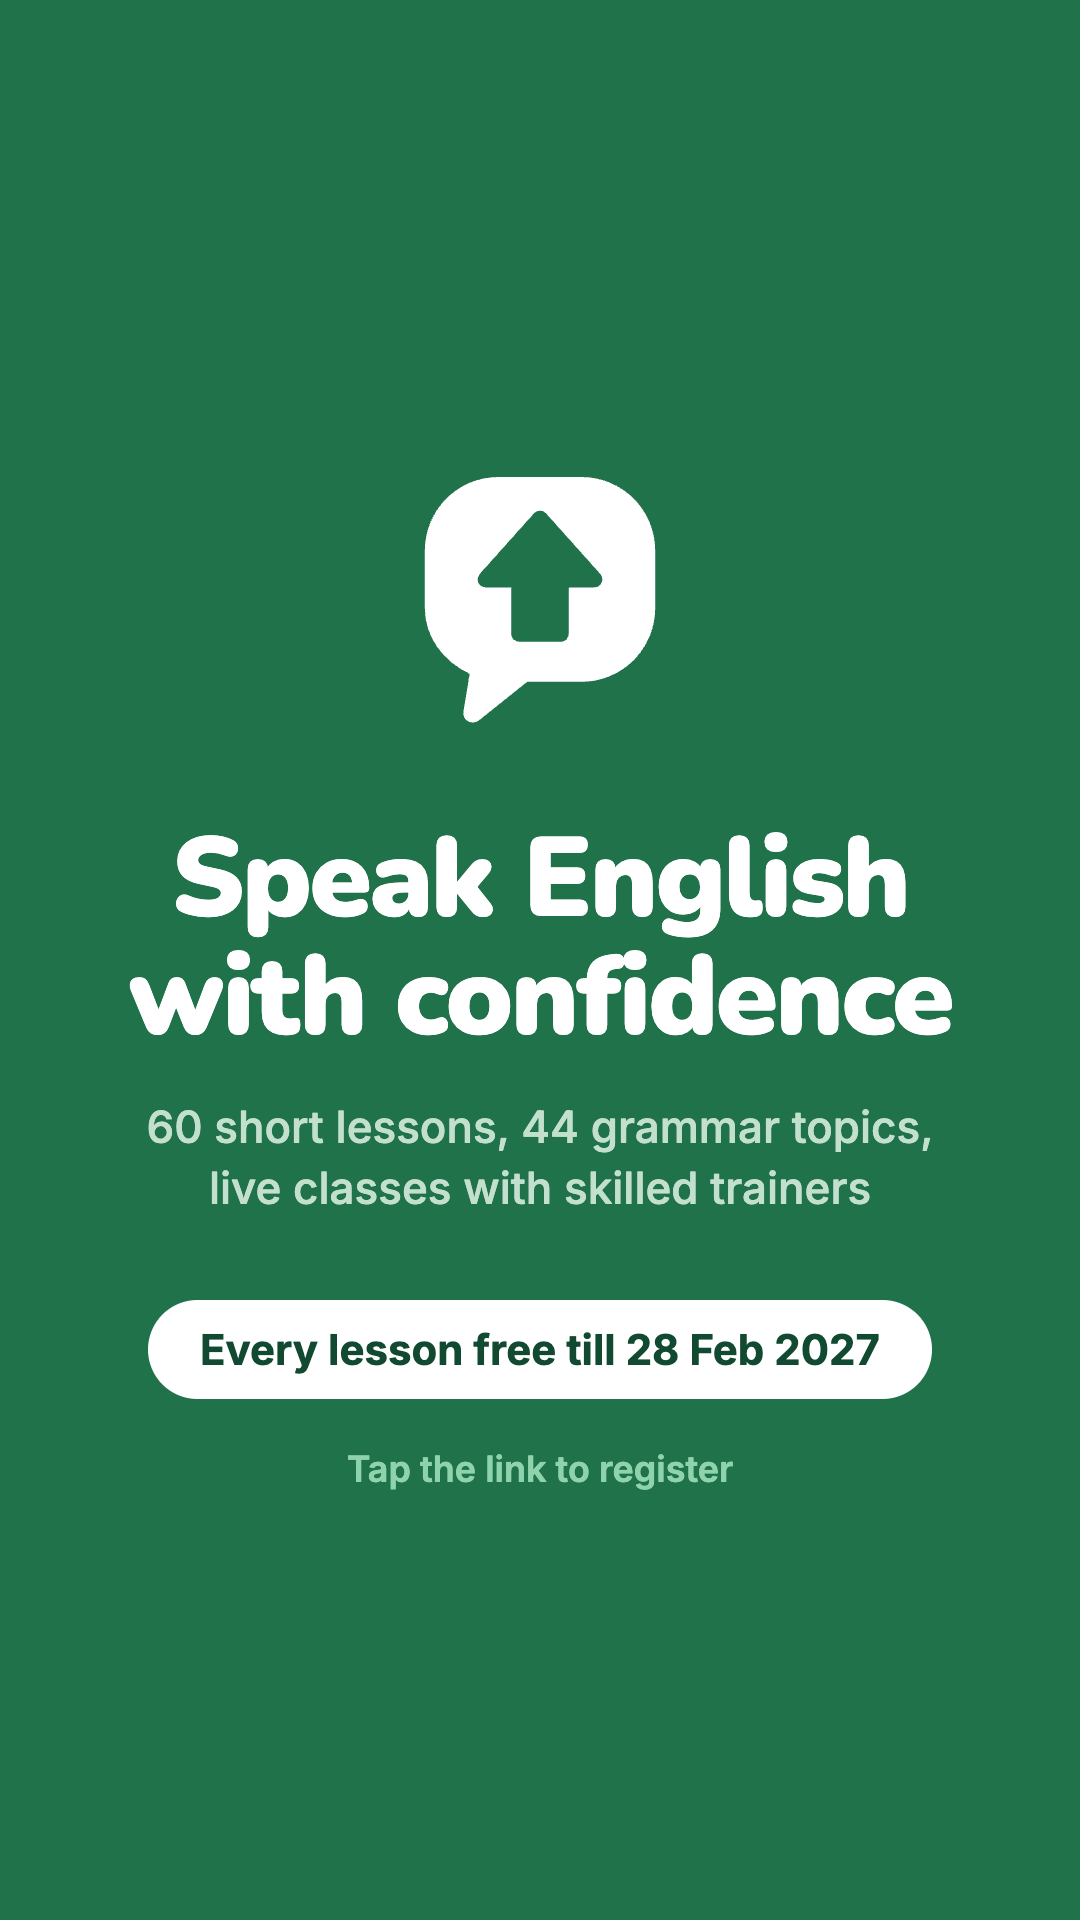 Speak English
with confidence
60 short lessons, 44 grammar topics,
live classes with skilled trainers
Every lesson free till 28 Feb 2027
Tap the link to register